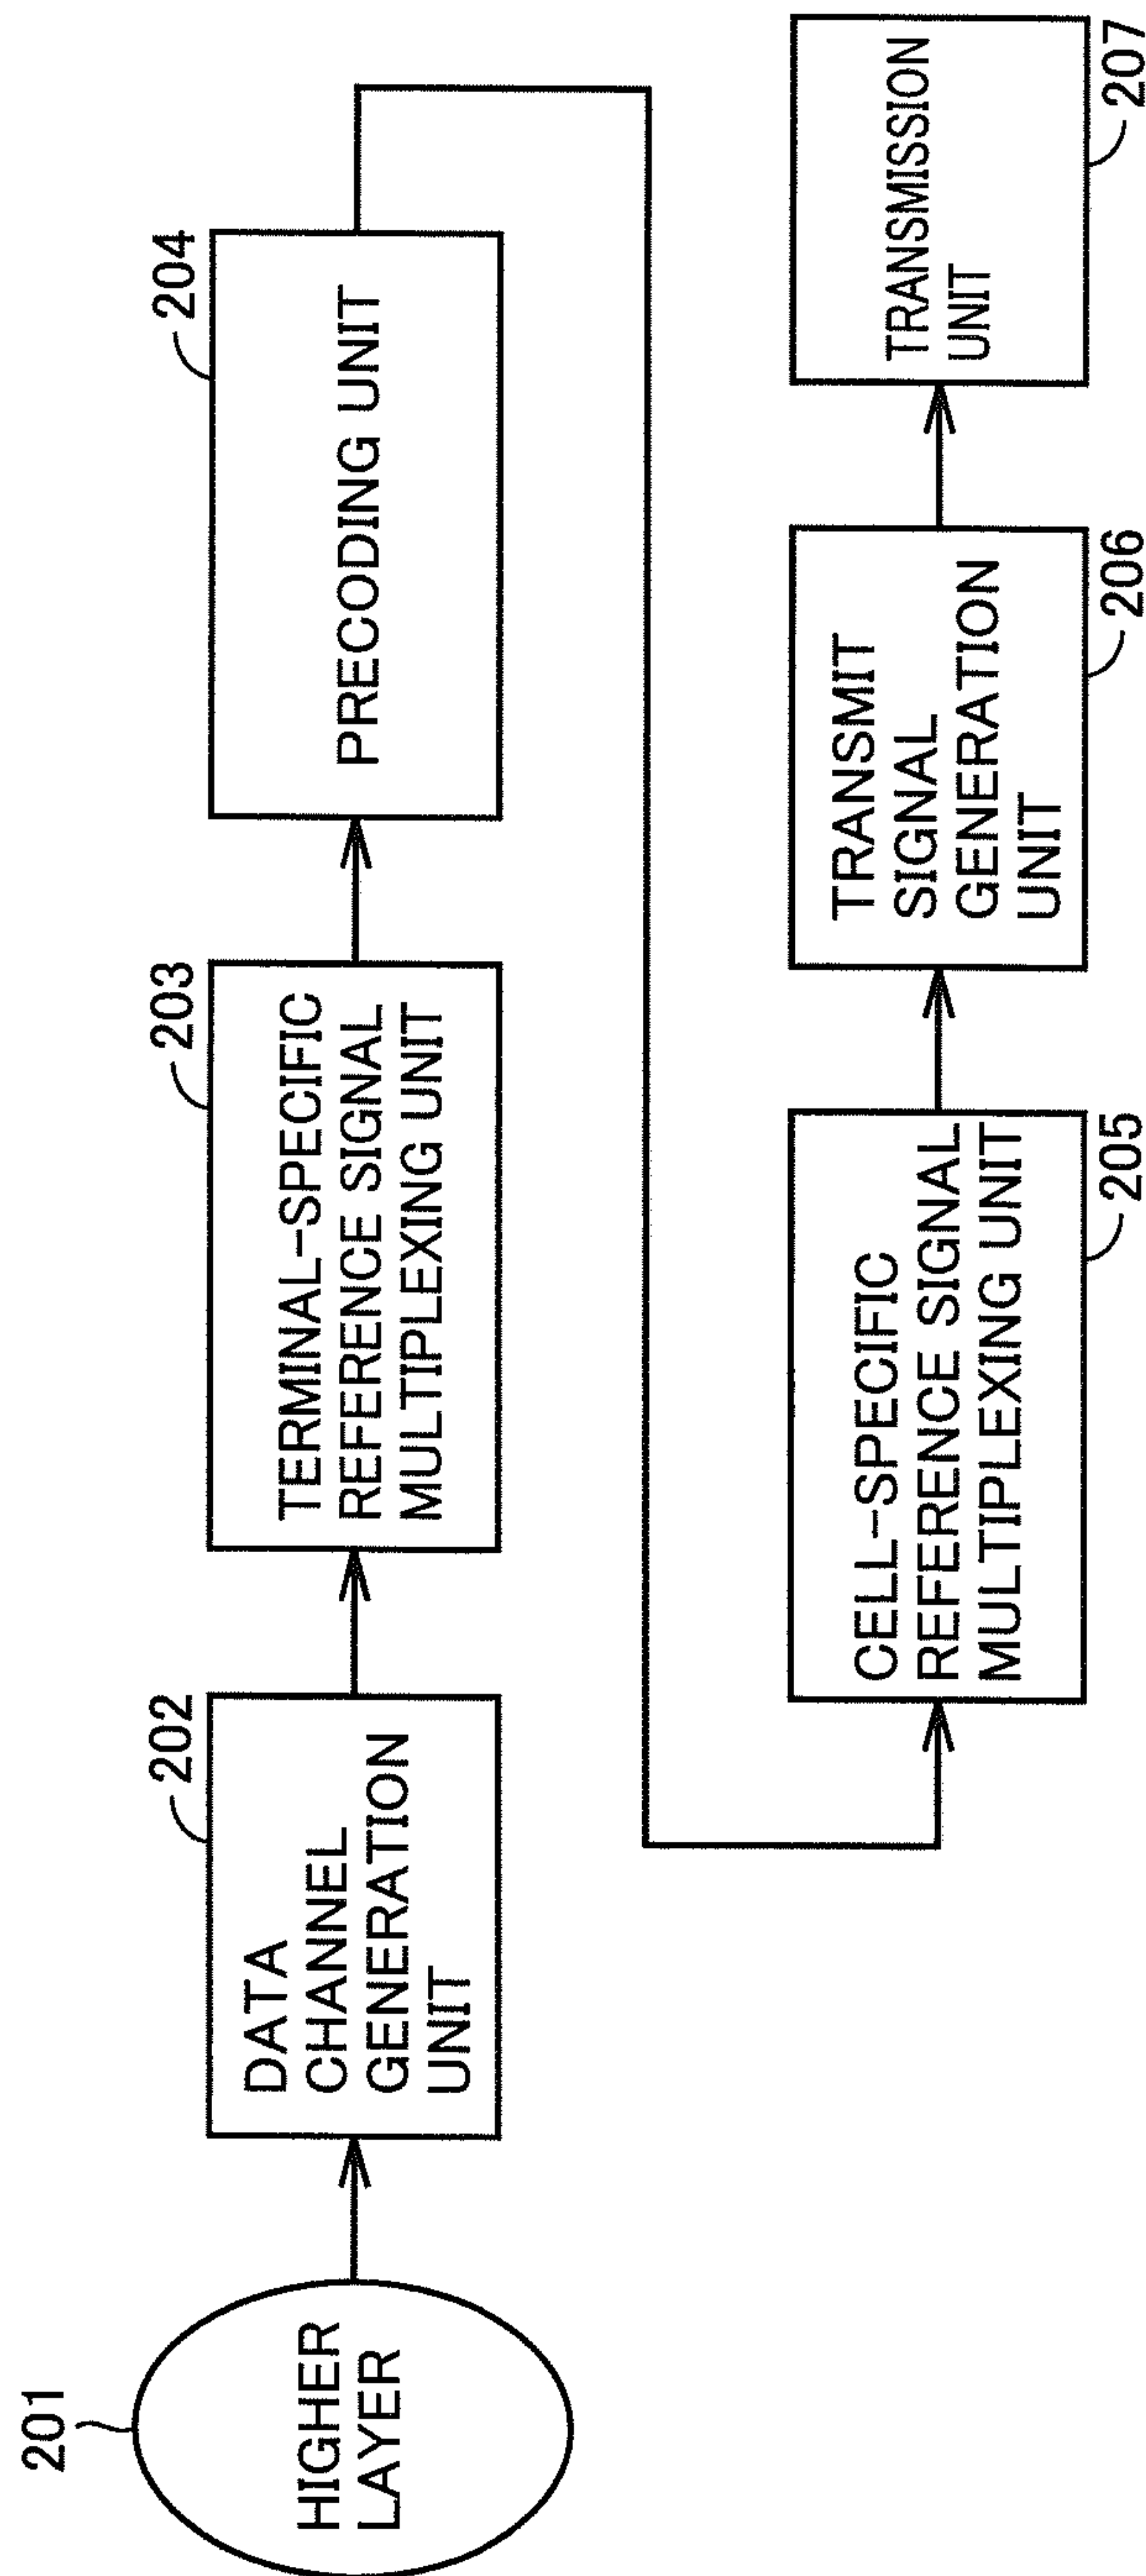 201
HIGHER
LAYER
202
DATA
CHANNEL
GENERATION
UNIT
203
TERMINAL-SPECIFIC
REFERENCE SIGNAL
MULTIPLEXING UNIT
204
PRECODING UNIT
CELL-SPECIFIC
REFERENCE SIGNAL
MULTIPLEXING UNIT
205
TRANSMIT
SIGNAL
GENERATION
UNIT
206
TRANSMISSION
UNIT
207